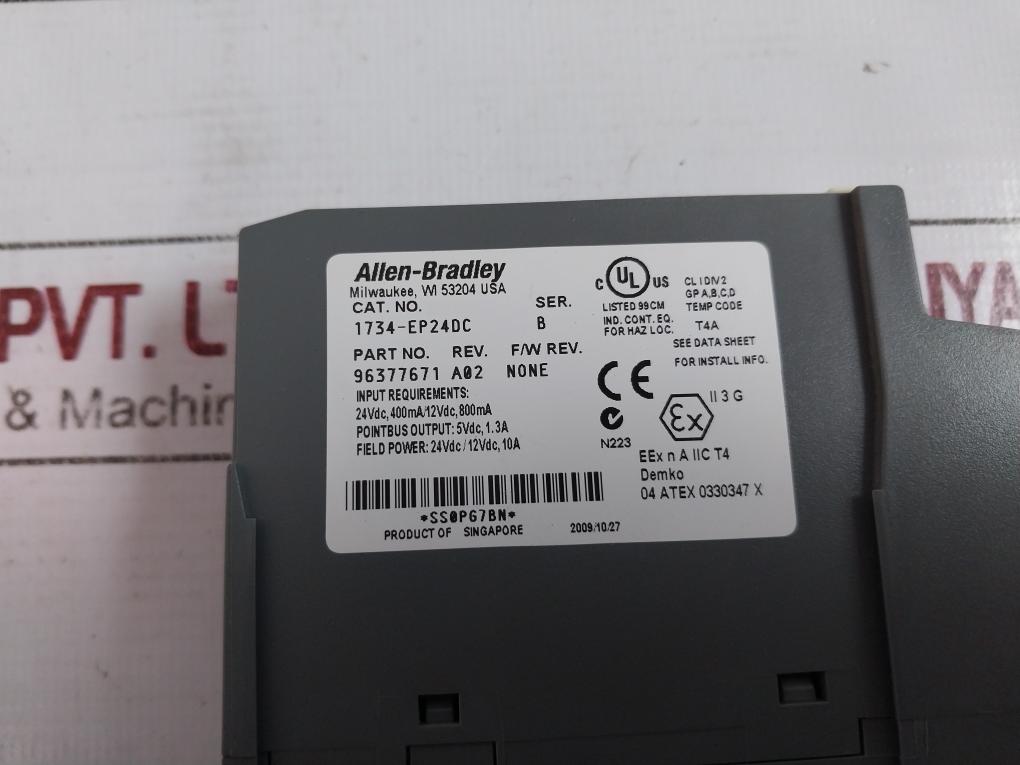 PVT. L
& Machin
IYA
Allen-Bradley
Milwaukee, WI 53204 USA
CAT. NO. SER.
1734-EP24DC B
PART NO. REV. F/W REV.
96377671 A02 NONE
INPUT REQUIREMENTS:
24Vdc, 400mA/12Vdc, 800mA
POINTBUS OUTPUT: 5Vdc, 1.3A
FIELD POWER: 24Vdc / 12Vdc, 10A
*SS0P67BN*
PRODUCT OF SINGAPORE 2009/10/27
C UL US
LISTED 99CM
IND. CONT. EQ.
FOR HAZ LOC.
CL I DIV 2
GP A,B,C,D
TEMP CODE
T4A
SEE DATA SHEET
FOR INSTALL INFO.
CE
N223
Ex II 3 G
EEx n A IIC T4
Demko
04 ATEX 0330347 X